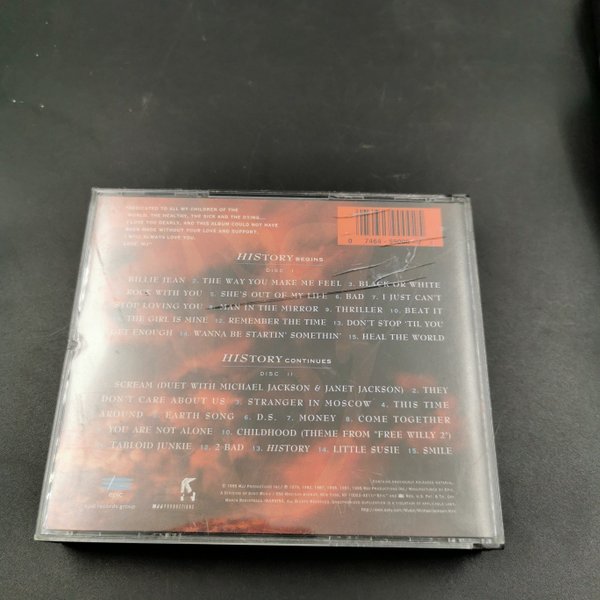 DEDICATED TO ALL MY CHILDREN OF THE
WORLD, THE HEALTHY, THE SICK AND THE DYING...
I LOVE YOU DEARLY, AND THIS ALBUM COULD NOT HAVE
BEEN MADE WITHOUT YOUR LOVE AND SUPPORT.
I WILL ALWAYS LOVE YOU.
LOVE, MJ
0 7464
HISTORY BEGINS
DISC I
BILLIE JEAN 2. THE WAY YOU MAKE ME FEEL 3. BLACK OR WHITE
ROCK WITH YOU 5. SHE'S OUT OF MY LIFE 6. BAD 7. I JUST CAN'T
STOP LOVING YOU 8. MAN IN THE MIRROR 9. THRILLER 10. BEAT IT
THE GIRL IS MINE 12. REMEMBER THE TIME 13. DON'T STOP 'TIL YOU
GET ENOUGH 14. WANNA BE STARTIN' SOMETHIN' 15. HEAL THE WORLD
HISTORY CONTINUES
DISC II
1. SCREAM (DUET WITH MICHAEL JACKSON & JANET JACKSON) 2. THEY
DON'T CARE ABOUT US 3. STRANGER IN MOSCOW 4. THIS TIME
AROUND 5. EARTH SONG 6. D.S. 7. MONEY 8. COME TOGETHER
YOU ARE NOT ALONE 10. CHILDHOOD (THEME FROM "FREE WILLY 2")
TABLOID JUNKIE 12. 2 BAD 13. HISTORY 14. LITTLE SUSIE 15. SMILE
epic
epic records group
MJJ PRODUCTIONS